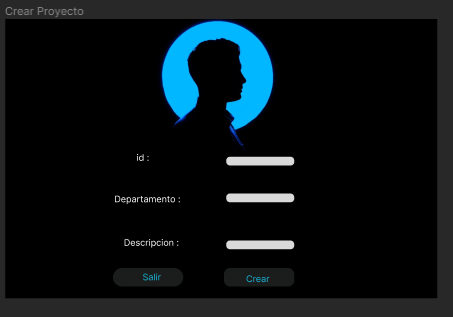 Crear Proyecto
id :
Departamento :
Descripcion :
Salir
Crear